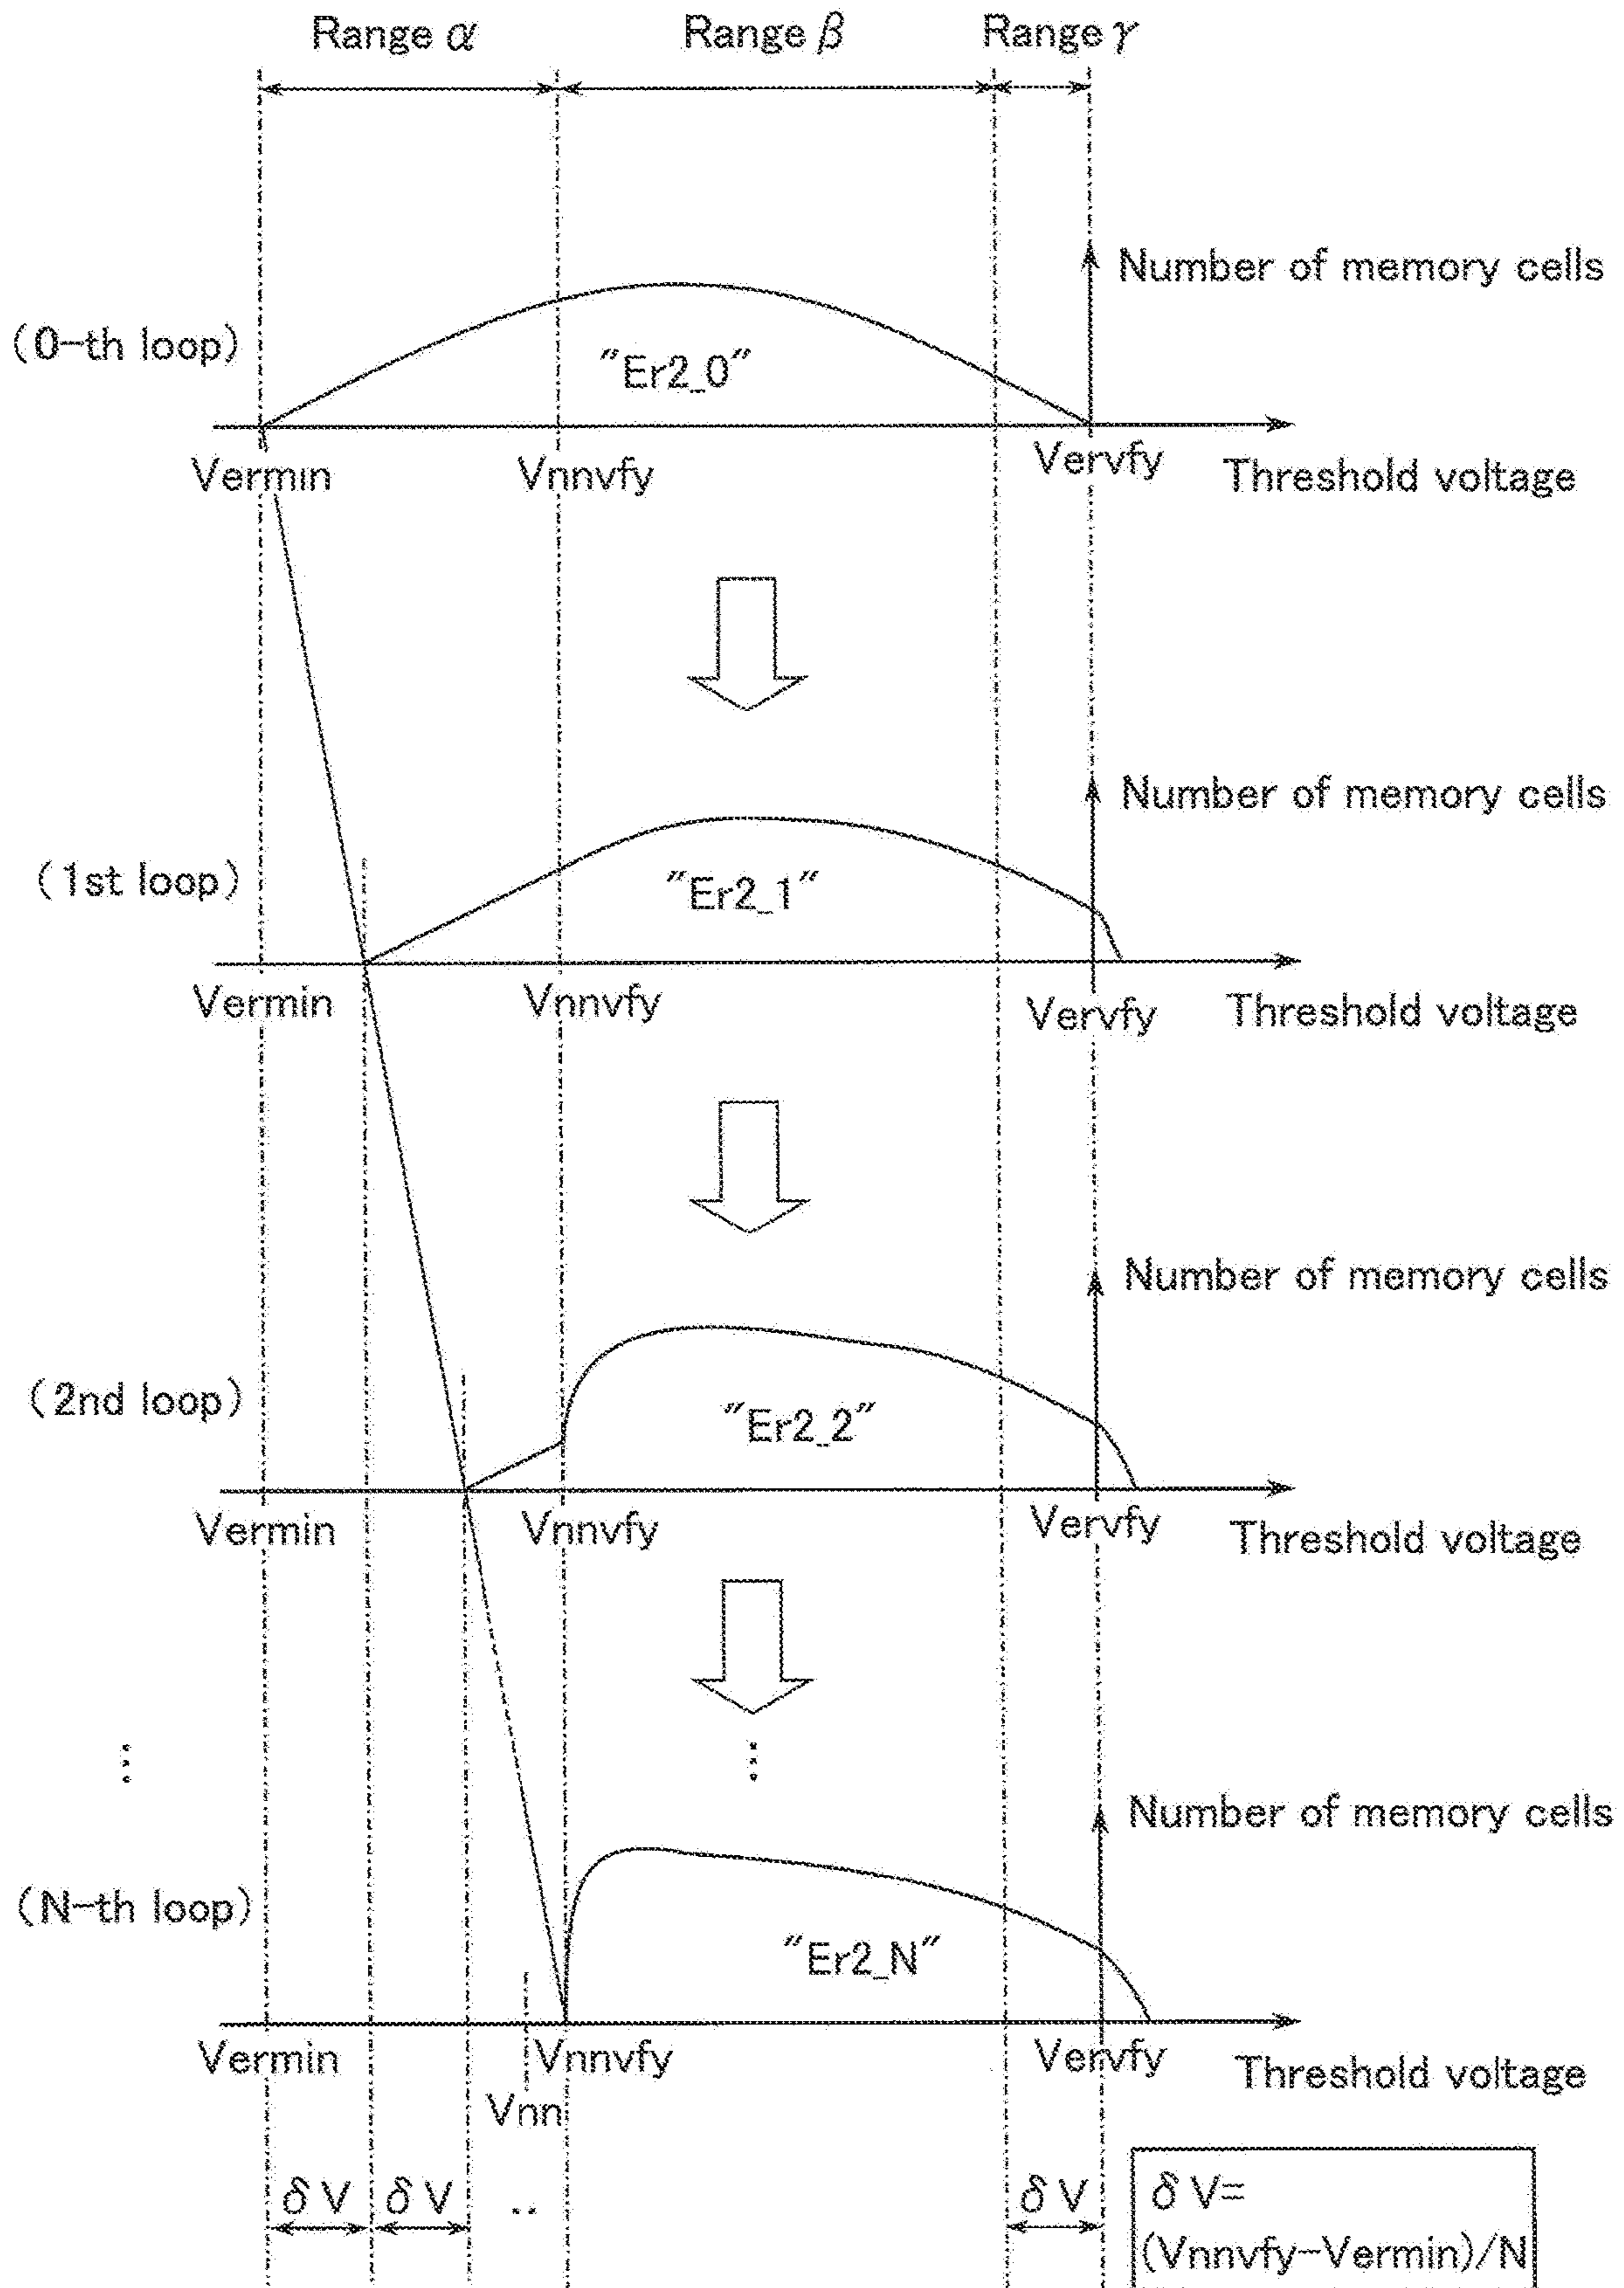 Range α Range β Range γ
Number of memory cells
(0-th loop)
"Er2_0"
Vermin Vnnvfy Vervfy Threshold voltage
Number of memory cells
(1st loop)
"Er2_1"
Vermin Vnnvfy Vervfy Threshold voltage
Number of memory cells
(2nd loop)
"Er2_2"
Vermin Vnnvfy Vervfy Threshold voltage
⋮ ⋮
Number of memory cells
(N-th loop)
"Er2_N"
Vermin Vnnvfy Vervfy Threshold voltage
Vnn
δV δV ‥ δV δV=
(Vnnvfy-Vermin)/N